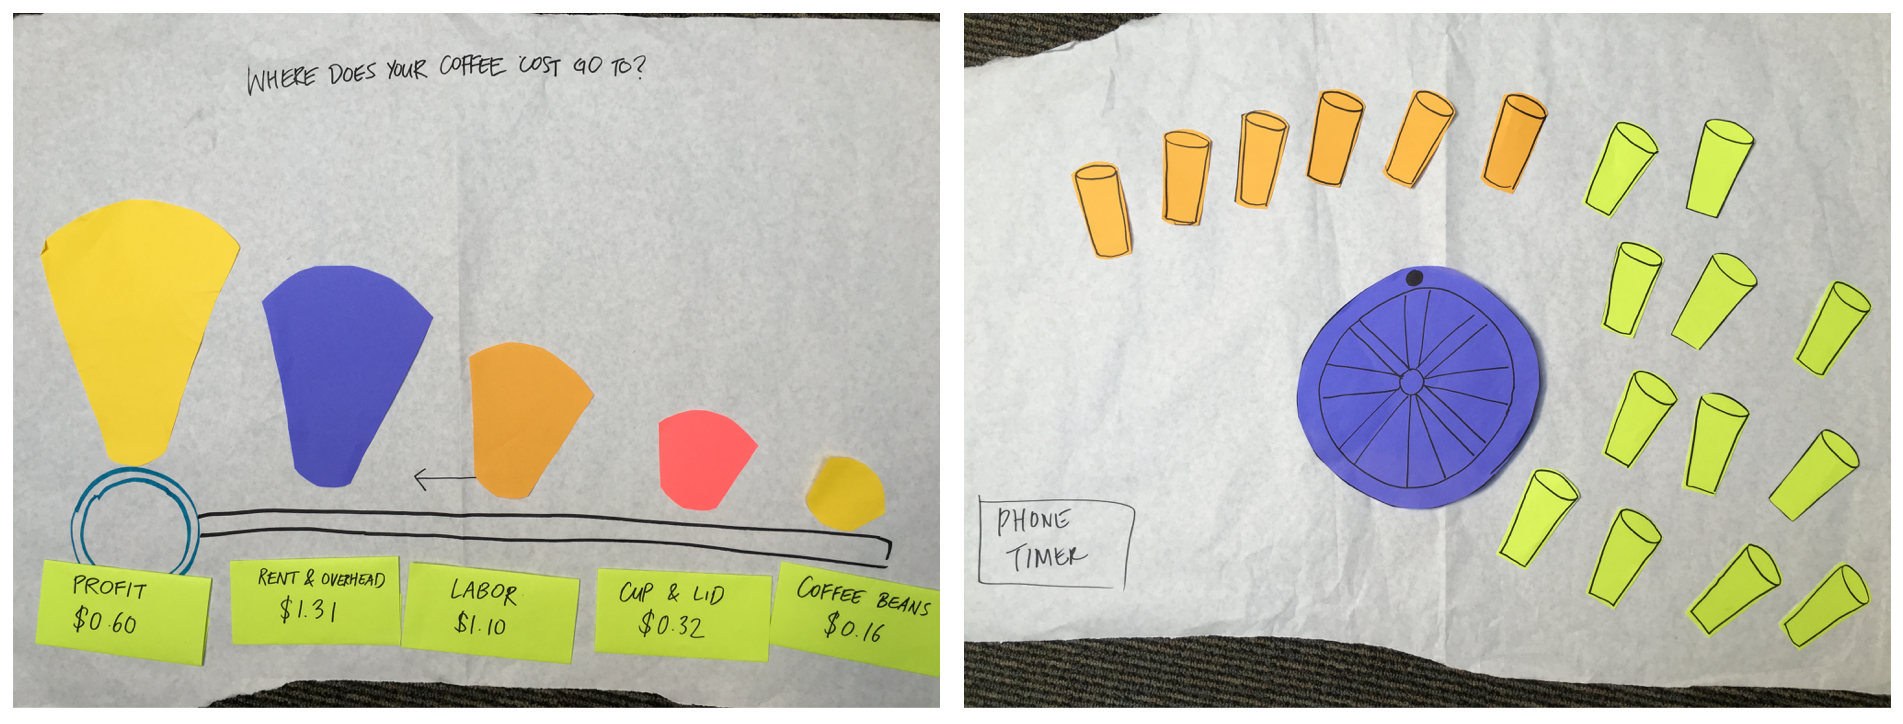 WHERE DOES YOUR COFFEE COST GO TO?
PROFIT
$0.60
RENT & OVERHEAD
$1.31
LABOR
$1.10
CUP & LID
$0.32
COFFEE BEANS
$0.16
PHONE
TIMER